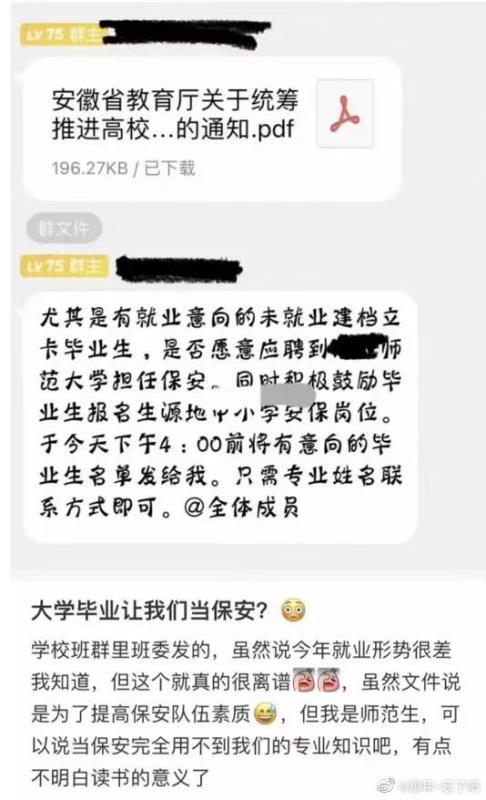 LV 75 群主
安徽省教育厅关于统筹
推进高校...的通知.pdf
196.27KB / 已下载
群文件
LV 75 群主
尤其是有就业意向的未就业建档立
卡毕业生，是否愿意应聘到 师
范大学担任保安。同时积极鼓励毕
业生报名生源地中小学安保岗位。
于今天下午4：00前将有意向的毕
业生名单发给我。只需专业姓名联
系方式即可。@全体成员
大学毕业让我们当保安？😳
学校班群里班委发的，虽然说今年就业形势很差
我知道，但这个就真的很离谱，虽然文件说
是为了提高保安队伍素质😅，但我是师范生，可
以说当保安完全用不到我们的专业知识吧，有点
不明白读书的意义了